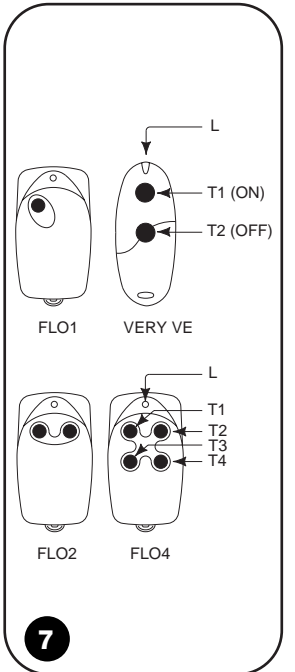 L
T1 (ON)
T2 (OFF)
FLO1 VERY VE
L
T1
T2
T3
T4
FLO2 FLO4
7